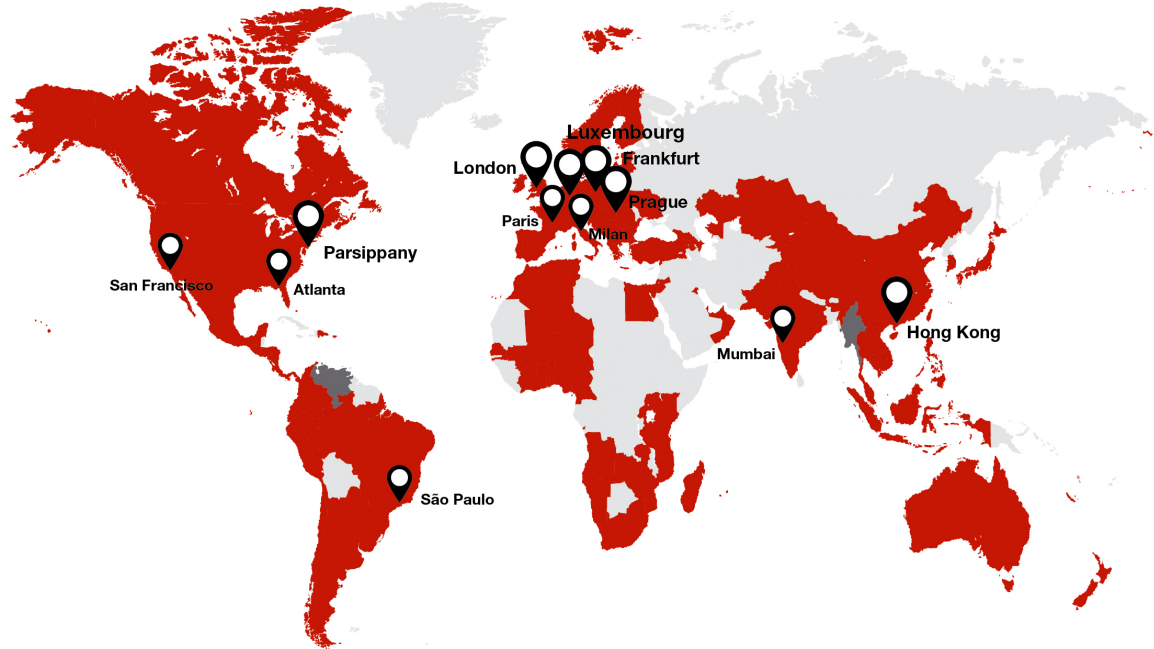 Luxembourg
London
Frankfurt
Prague
Paris
Milan
Parsippany
San Francisco
Atlanta
Hong Kong
Mumbai
São Paulo